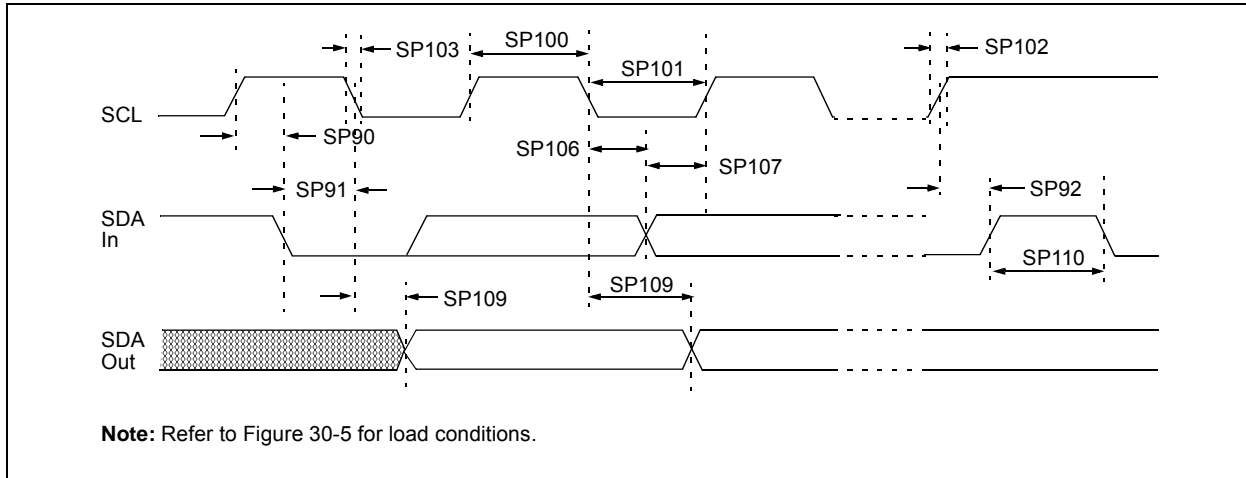 SP103
SP100
SP101
SP102
SCL
SP90
SP106
SP107
SP91
SP92
SDA
In
SP110
SP109
SP109
SDA
Out
Note: Refer to Figure 30-5 for load conditions.